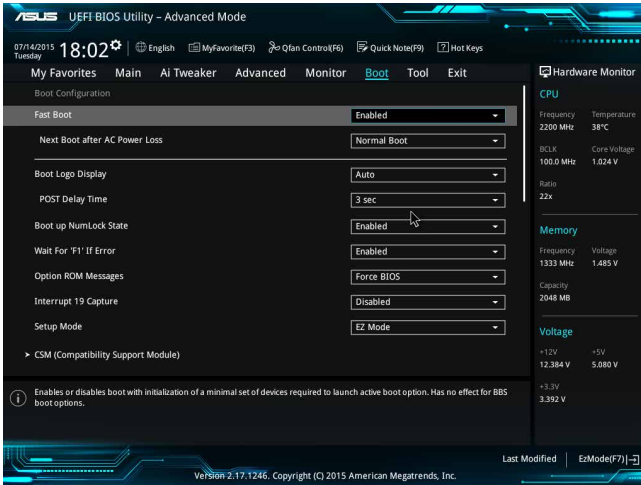 ASUS UEFI BIOS Utility – Advanced Mode
07/14/2015 Tuesday 18:02 English MyFavorite(F3) Qfan Control(F6) Quick Note(F9) ? Hot Keys
My Favorites Main Ai Tweaker Advanced Monitor Boot Tool Exit
Boot Configuration
Fast Boot Enabled
Next Boot after AC Power Loss Normal Boot
Boot Logo Display Auto
POST Delay Time 3 sec
Boot up NumLock State Enabled
Wait For 'F1' If Error Enabled
Option ROM Messages Force BIOS
Interrupt 19 Capture Disabled
Setup Mode EZ Mode
> CSM (Compatibility Support Module)
Enables or disables boot with initialization of a minimal set of devices required to launch active boot option. Has no effect for BBS
boot options.
Hardware Monitor
CPU
Frequency Temperature
2200 MHz 38°C
BCLK Core Voltage
100.0 MHz 1.024 V
Ratio
22x
Memory
Frequency Voltage
1333 MHz 1.485 V
Capacity
2048 MB
Voltage
+12V +5V
12.384 V 5.080 V
+3.3V
3.392 V
Last Modified EzMode(F7)
Version 2.17.1246. Copyright (C) 2015 American Megatrends, Inc.